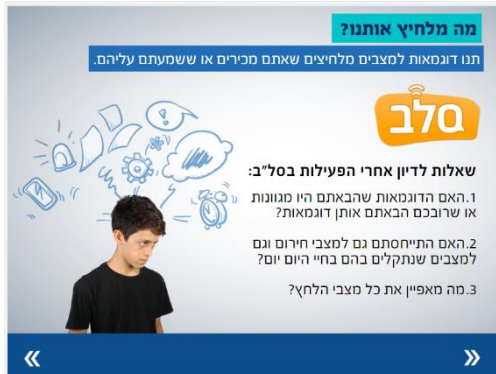 מה מלחיץ אותנו?
תנו דוגמאות למצבים מלחיצים שאתם מכירים או ששמעתם עליהם.
סלב
שאלות לדיון אחרי הפעילות בסל"ב:
1.האם הדוגמאות שהבאתם היו מגוונות
או שרובכם הבאתם אותן דוגמאות?
2.האם התייחסתם גם למצבי חירום וגם
למצבים שנתקלים בהם בחיי היום יום?
3.מה מאפיין את כל מצבי הלחץ?